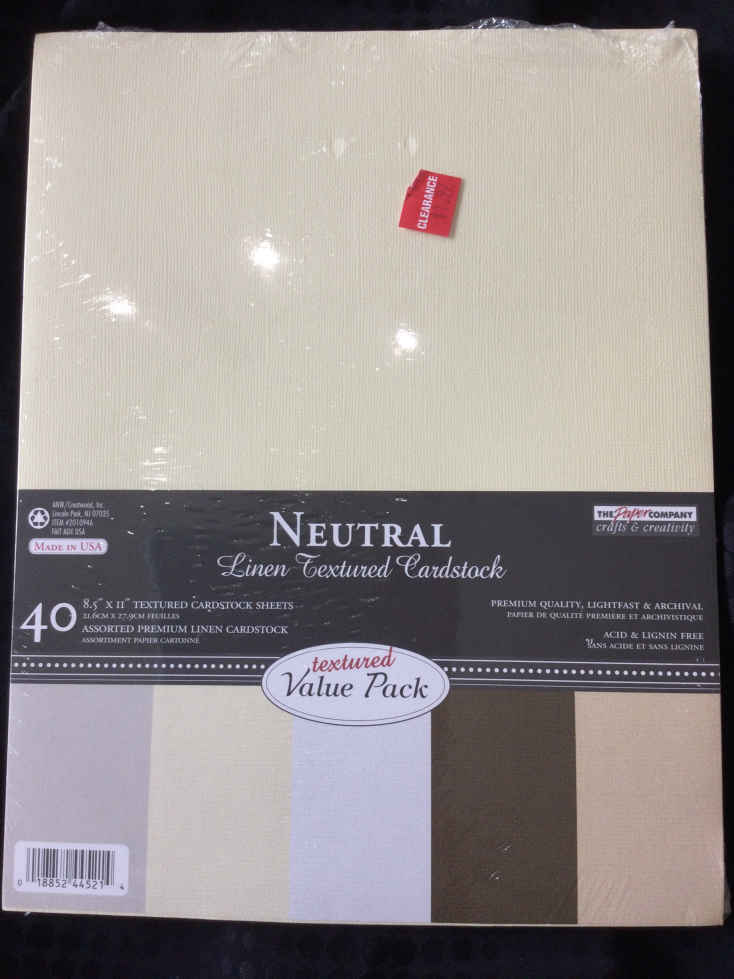 CLEARANCE
ANW/Crestwood, Inc.
Lincoln Park, NJ 07035
ITEM #2010946
FAIT AUX USA
MADE IN USA
THE Paper COMPANY
crafts & creativity
NEUTRAL
Linen Textured Cardstock
40
8.5" X 11" TEXTURED CARDSTOCK SHEETS
21.6CM X 27.9CM FEUILLES
ASSORTED PREMIUM LINEN CARDSTOCK
ASSORTIMENT PAPIER CARTONNE
PREMIUM QUALITY, LIGHTFAST & ARCHIVAL
PAPIER DE QUALITÉ PREMIERE ET ARCHIVISTIQUE
ACID & LIGNIN FREE
SANS ACIDE ET SANS LIGNINE
textured
Value Pack
0 18852 44521 4